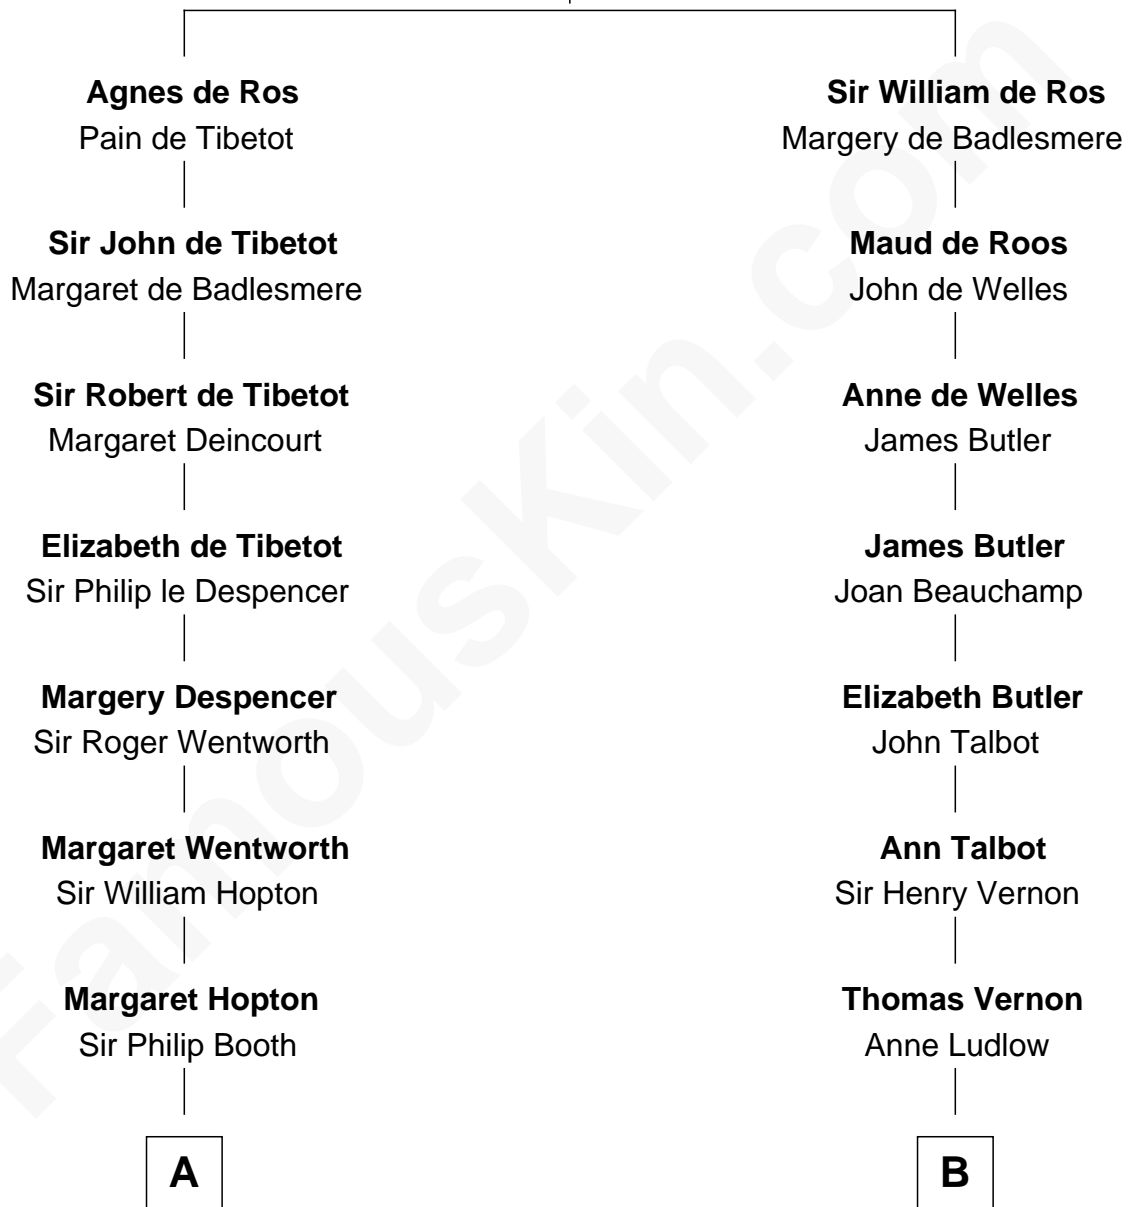 Agnes de Ros
Pain de Tibetot
Sir John de Tibetot
Margaret de Badlesmere
Sir Robert de Tibetot
Margaret Deincourt
Elizabeth de Tibetot
Sir Philip le Despencer
Margery Despencer
Sir Roger Wentworth
Margaret Wentworth
Sir William Hopton
Margaret Hopton
Sir Philip Booth
A
Sir William de Ros
Margery de Badlesmere
Maud de Roos
John de Welles
Anne de Welles
James Butler
James Butler
Joan Beauchamp
Elizabeth Butler
John Talbot
Ann Talbot
Sir Henry Vernon
Thomas Vernon
Anne Ludlow
B
FamousKin.com